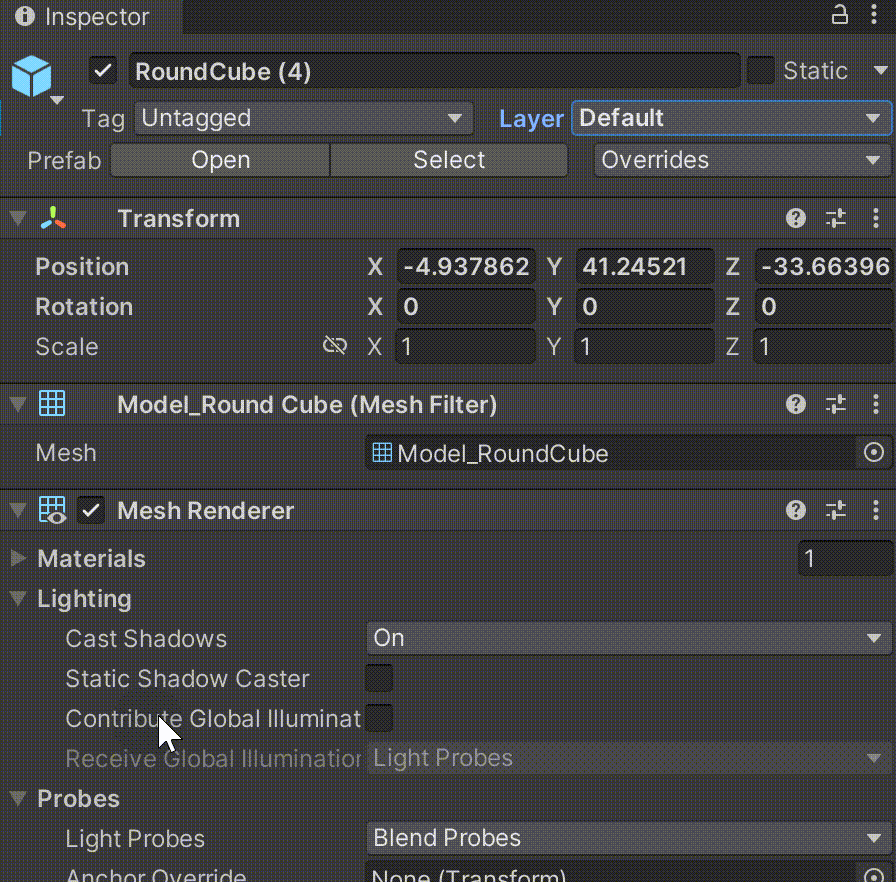 Inspector
RoundCube (4) Static
Tag Untagged Layer Default
Prefab Open Select Overrides
Transform
Position X -4.937862 Y 41.24521 Z -33.66396
Rotation X 0 Y 0 Z 0
Scale X 1 Y 1 Z 1
Model_Round Cube (Mesh Filter)
Mesh Model_RoundCube
Mesh Renderer
Materials 1
Lighting
Cast Shadows On
Static Shadow Caster
Contribute Global Illuminat
Receive Global Illumination Light Probes
Probes
Light Probes Blend Probes
Anchor Override None (Transform)